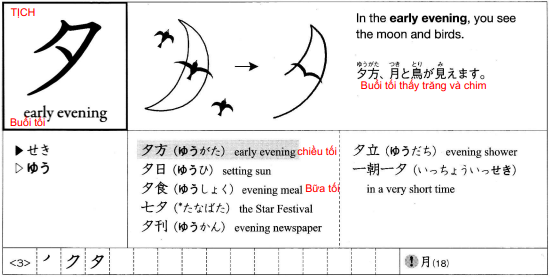 TỊCH
夕
early evening
Buổi tối
In the early evening, you see
the moon and birds.
ゆうがた つき とり み
夕方、月と鳥が見えます。
Buổi tối thấy trăng và chim
▶ せき
▷ ゆう
夕方 (ゆうがた) early evening chiều tối
夕日 (ゆうひ) setting sun
夕食 (ゆうしょく) evening meal Bữa tối
七夕 (*たなばた) the Star Festival
夕刊 (ゆうかん) evening newspaper
夕立 (ゆうだち) evening shower
一朝一夕 (いっちょういっせき)
in a very short time
<3> ノ ク タ
! 月 (18)